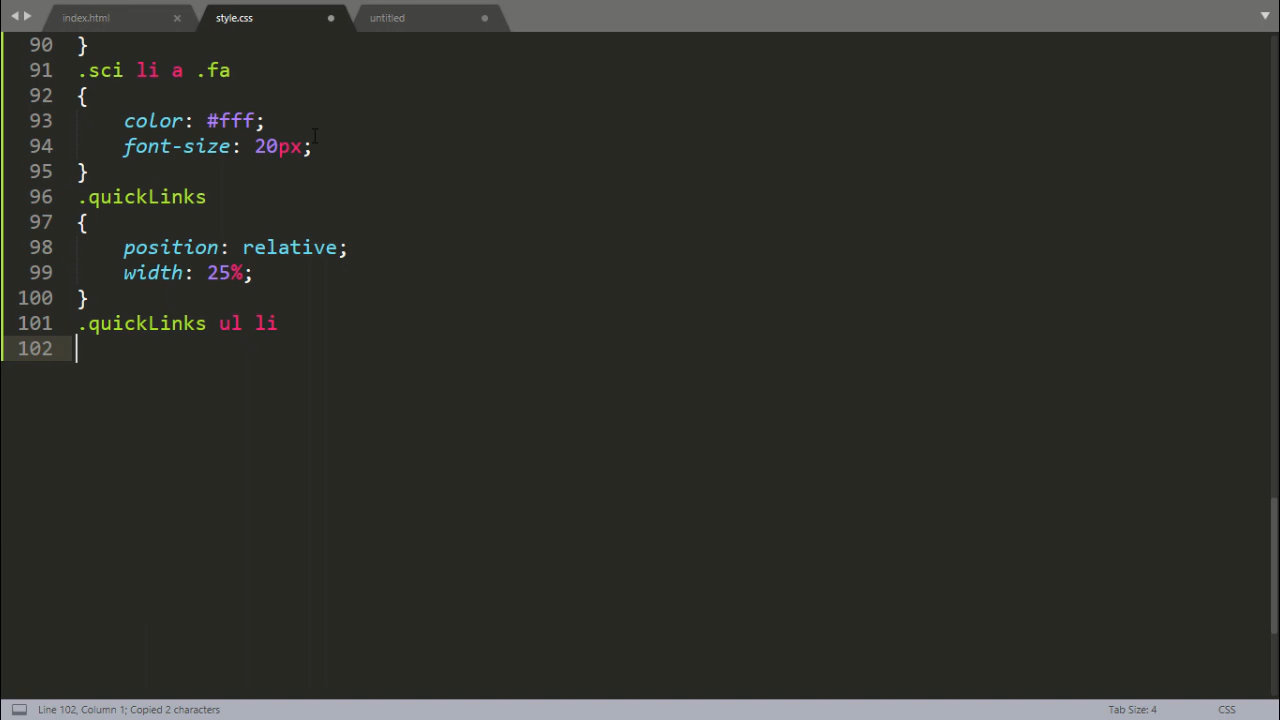 index.html × style.css untitled
90 }
91 .sci li a .fa
92 {
93     color: #fff;
94     font-size: 20px;
95 }
96 .quickLinks
97 {
98     position: relative;
99     width: 25%;
100 }
101 .quickLinks ul li
102
Line 102, Column 1; Copied 2 characters Tab Size: 4 CSS